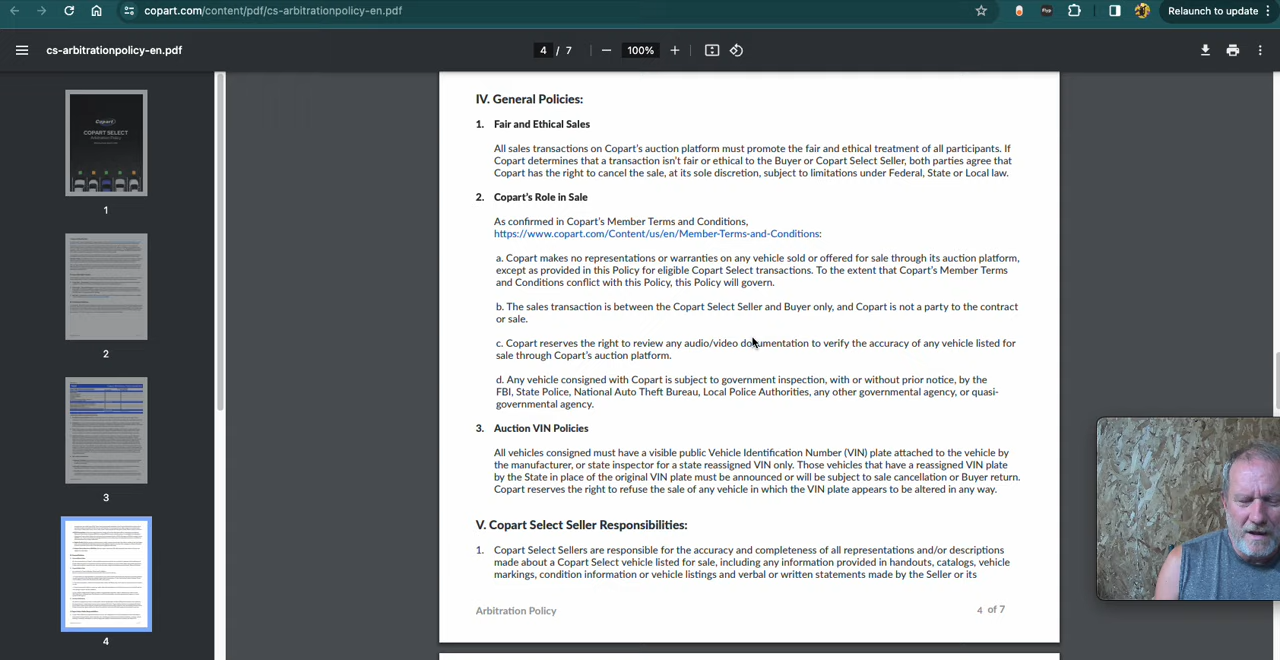 copart.com/content/pdf/cs-arbitrationpolicy-en.pdf
Relaunch to update
cs-arbitrationpolicy-en.pdf
4 / 7
100%
Copart
COPART SELECT
Arbitration Policy
1
2
3
4
IV. General Policies:
1. Fair and Ethical Sales
All sales transactions on Copart's auction platform must promote the fair and ethical treatment of all participants. If
Copart determines that a transaction isn't fair or ethical to the Buyer or Copart Select Seller, both parties agree that
Copart has the right to cancel the sale, at its sole discretion, subject to limitations under Federal, State or Local law.
2. Copart's Role in Sale
As confirmed in Copart's Member Terms and Conditions,
https://www.copart.com/Content/us/en/Member-Terms-and-Conditions:
a. Copart makes no representations or warranties on any vehicle sold or offered for sale through its auction platform,
except as provided in this Policy for eligible Copart Select transactions. To the extent that Copart's Member Terms
and Conditions conflict with this Policy, this Policy will govern.
b. The sales transaction is between the Copart Select Seller and Buyer only, and Copart is not a party to the contract
or sale.
c. Copart reserves the right to review any audio/video documentation to verify the accuracy of any vehicle listed for
sale through Copart's auction platform.
d. Any vehicle consigned with Copart is subject to government inspection, with or without prior notice, by the
FBI, State Police, National Auto Theft Bureau, Local Police Authorities, any other governmental agency, or quasi-
governmental agency.
3. Auction VIN Policies
All vehicles consigned must have a visible public Vehicle Identification Number (VIN) plate attached to the vehicle by
the manufacturer, or state inspector for a state reassigned VIN only. Those vehicles that have a reassigned VIN plate
by the State in place of the original VIN plate must be announced or will be subject to sale cancellation or Buyer return.
Copart reserves the right to refuse the sale of any vehicle in which the VIN plate appears to be altered in any way.
V. Copart Select Seller Responsibilities:
1. Copart Select Sellers are responsible for the accuracy and completeness of all representations and/or descriptions
made about a Copart Select vehicle listed for sale, including any information provided in handouts, catalogs, vehicle
markings, condition information or vehicle listings and verbal or written statements made by the Seller or its
Arbitration Policy
4 of 7